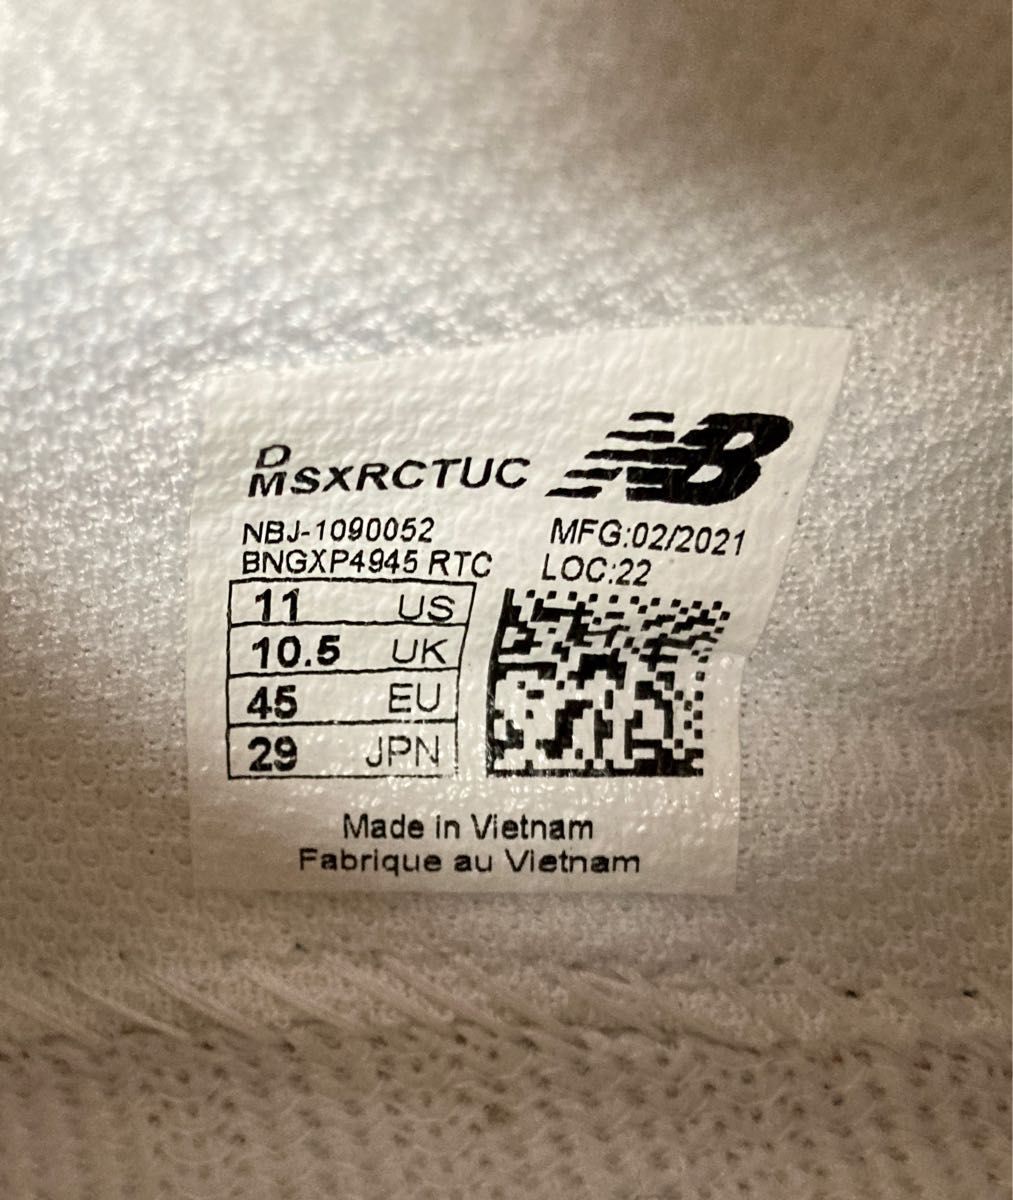 D
MSXRCTUC
NB
NBJ-1090052
MFG:02/2021
BNGXP4945 RTC
LOC:22
11 US
10.5 UK
45 EU
29 JPN
Made in Vietnam
Fabrique au Vietnam